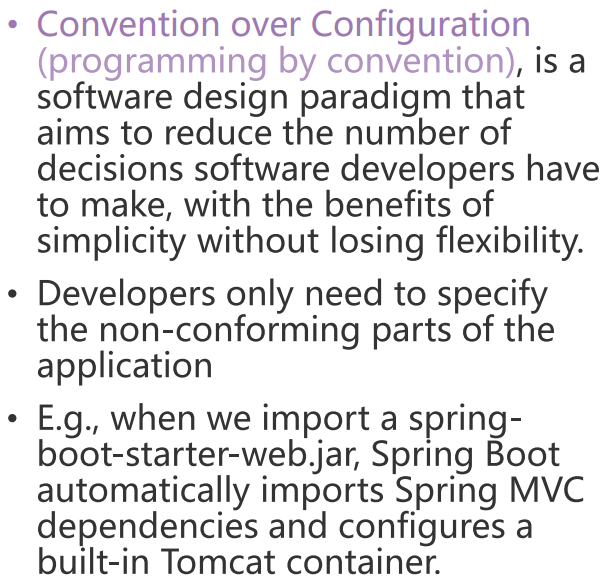 • Convention over Configuration
(programming by convention), is a
software design paradigm that
aims to reduce the number of
decisions software developers have
to make, with the benefits of
simplicity without losing flexibility.
• Developers only need to specify
the non-conforming parts of the
application
• E.g., when we import a spring-
boot-starter-web.jar, Spring Boot
automatically imports Spring MVC
dependencies and configures a
built-in Tomcat container.